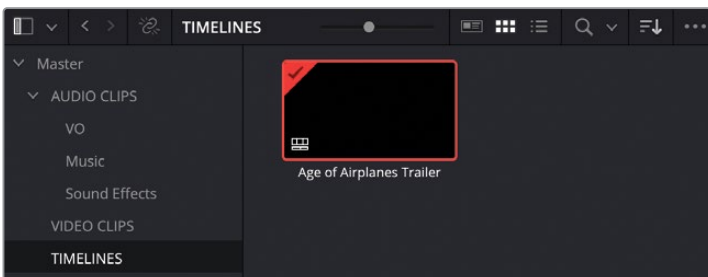 TIMELINES
Master
AUDIO CLIPS
VO
Music
Sound Effects
VIDEO CLIPS
TIMELINES
Age of Airplanes Trailer